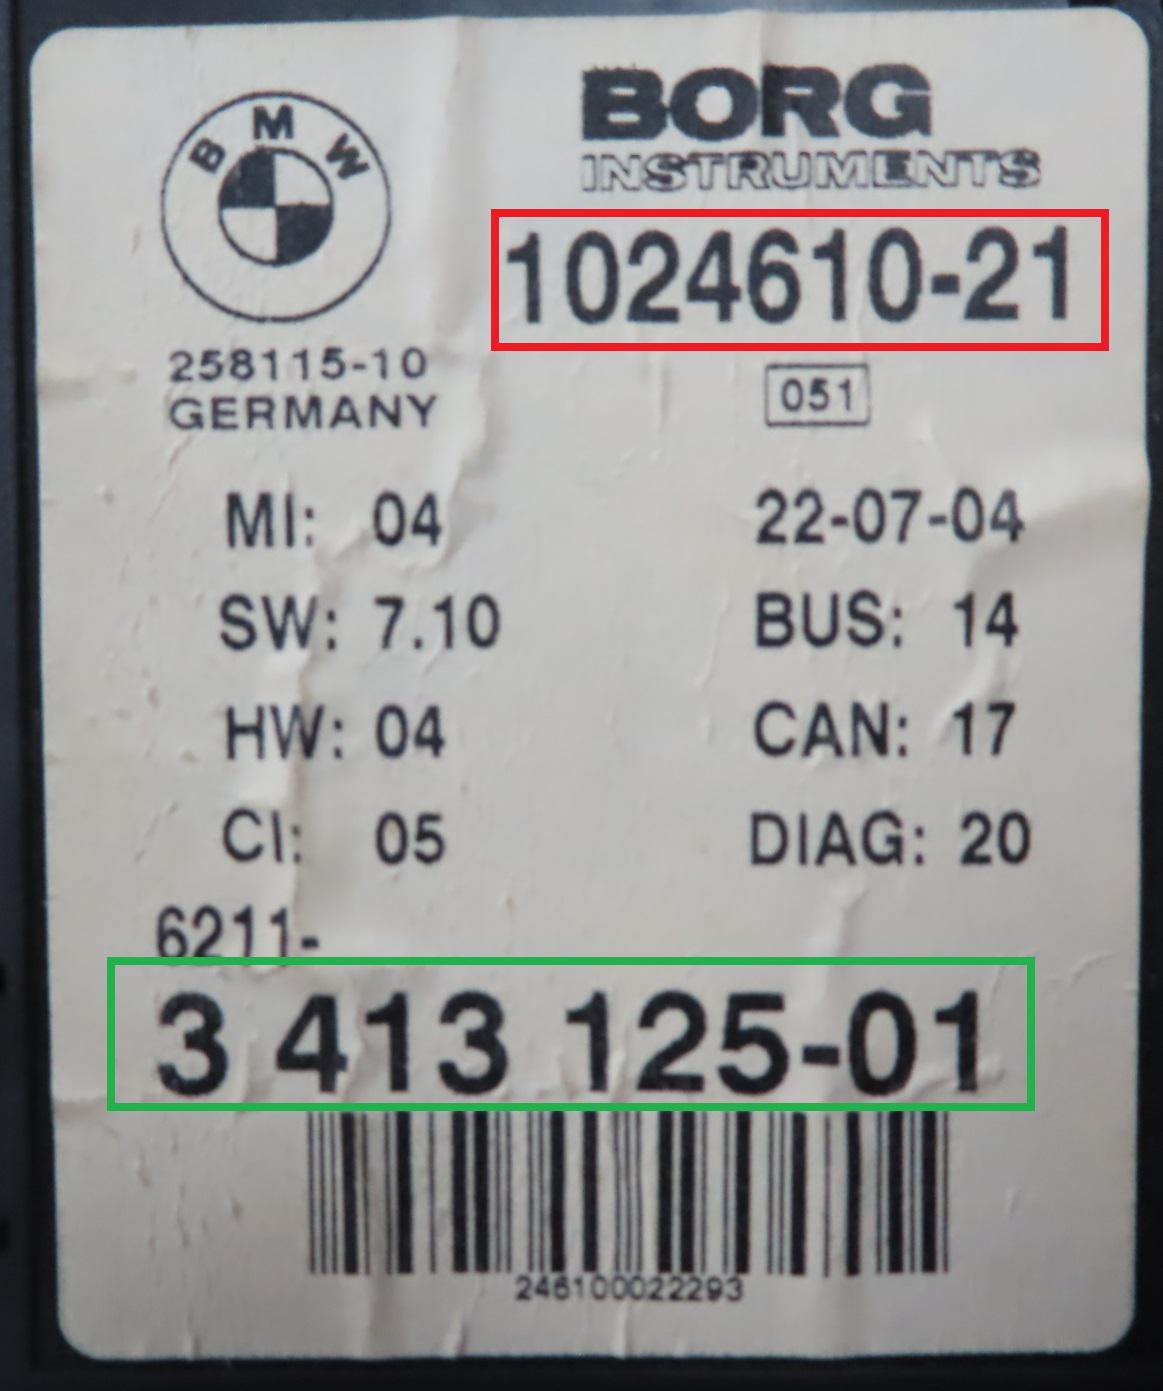 BMW
BORG
INSTRUMENTS
1024610-21
258115-10
GERMANY
051
MI: 04
22-07-04
SW: 7.10
BUS: 14
HW: 04
CAN: 17
CI: 05
DIAG: 20
6211-
3 413 125-01
246100022293